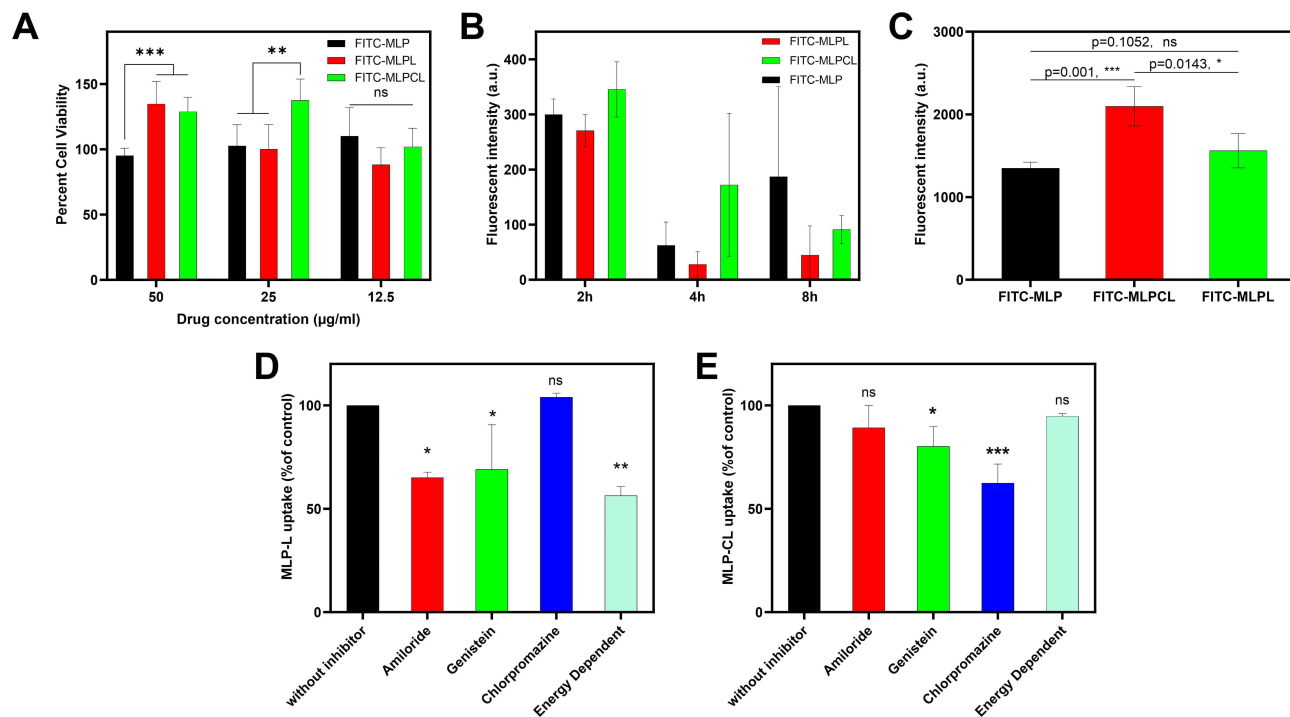 A
Percent Cell Viability
150
100
50
0
***
**
ns
FITC-MLP
FITC-MLPL
FITC-MLPCL
50
25
12.5
Drug concentration (µg/ml)
B
Fluorescent intensity (a.u.)
400
300
200
100
0
FITC-MLPL
FITC-MLPCL
FITC-MLP
2h
4h
8h
C
Fluorescent intensity (a.u.)
3000
2000
1000
0
p=0.1052, ns
p=0.001, ***
p=0.0143, *
FITC-MLP
FITC-MLPCL
FITC-MLPL
D
MLP-L uptake (%of control)
100
50
0
*
*
ns
**
without inhibitor
Amiloride
Genistein
Chlorpromazine
Energy Dependent
E
MLP-CL uptake (%of control)
100
50
0
ns
*
***
ns
without inhibitor
Amiloride
Genistein
Chlorpromazine
Energy Dependent